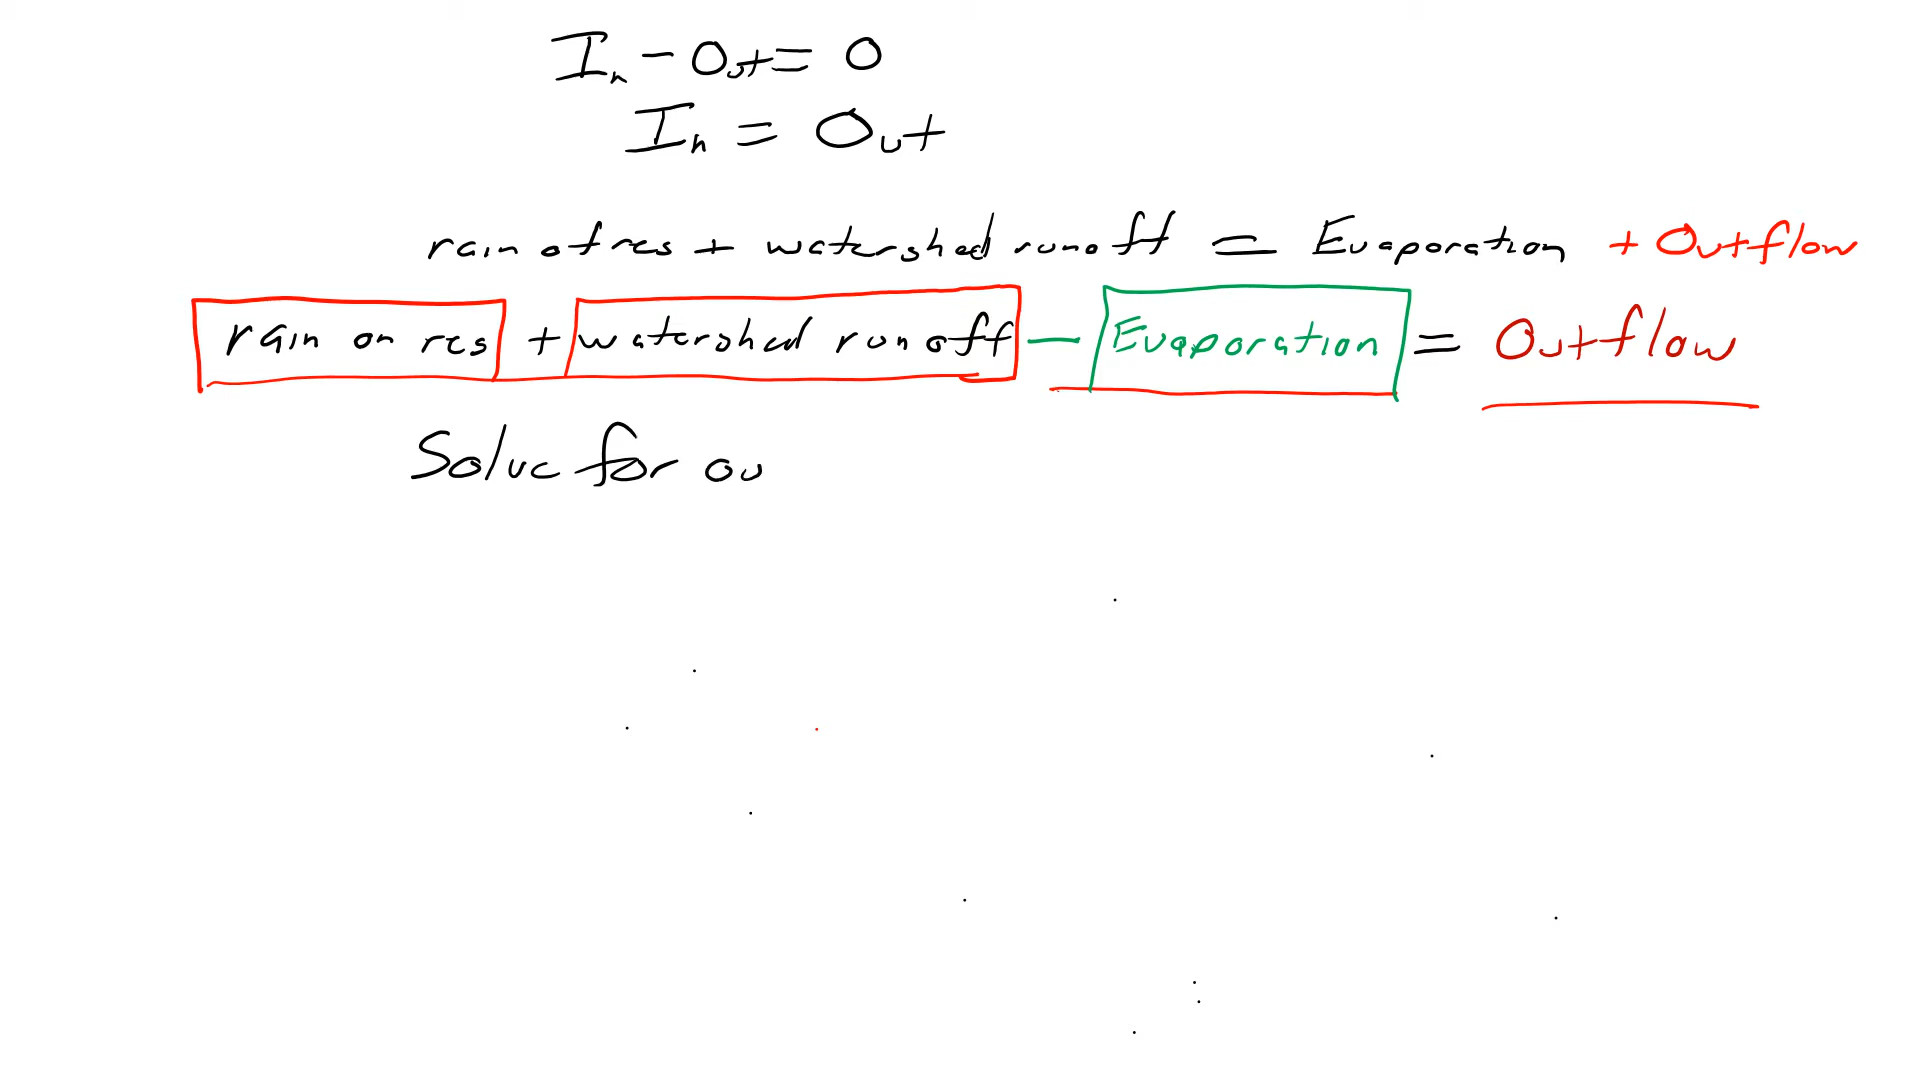 In - Out = 0
In = Out
rain of res + watershed runoff = Evaporation + Outflow
rain on res + watershed runoff - Evaporation = Outflow
Solve for ou